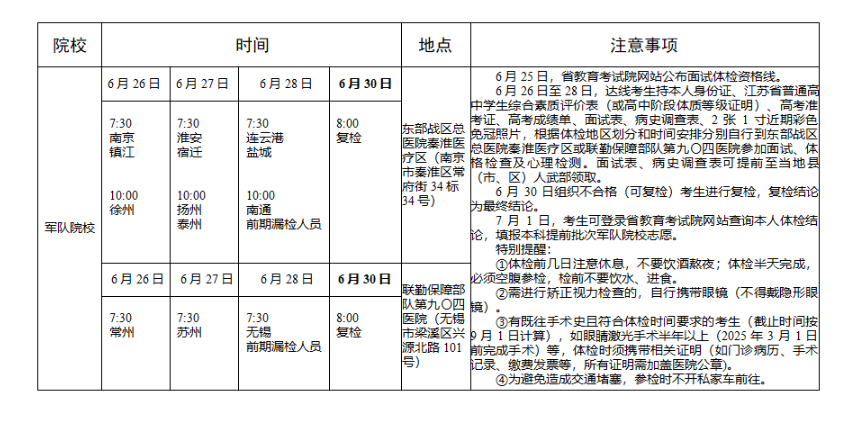 院校
时间
地点
注意事项
军队院校
6月26日
6月27日
6月28日
6月30日
7:30
南京
镇江
10:00
徐州
7:30
淮安
宿迁
10:00
扬州
泰州
7:30
连云港
盐城
10:00
南通
前期漏检人员
8:00
复检
东部战区总
医院秦淮医
疗区（南京
市秦淮区常
府街34标
34号）
6月26日
6月27日
6月28日
6月30日
7:30
常州
7:30
苏州
7:30
无锡
前期漏检人员
8:00
复检
联勤保障部
队第九〇四
医院（无锡
市梁溪区兴
源北路101
号）
6月25日，省教育考试院网站公布面试体检资格线。
6月26日至28日，达线考生持本人身份证、江苏省普通高
中学生综合素质评价表（或高中阶段体质等级证明）、高考准
考证、高考成绩单、面试表、病史调查表、2张1寸近期彩色
免冠照片，根据体检地区划分和时间安排分别自行到东部战区
总医院秦淮医疗区或联勤保障部队第九〇四医院参加面试、体
格检查及心理检测。面试表、病史调查表可提前至当地县
（市、区）人武部领取。
6月30日组织不合格（可复检）考生进行复检，复检结论
为最终结论。
7月1日，考生可登录省教育考试院网站查询本人体检结
论，填报本科提前批次军队院校志愿。
特别提醒：
①体检前几日注意休息，不要饮酒熬夜；体检半天完成，
必须空腹参检，检前不要饮水、进食。
②需进行矫正视力检查的，自行携带眼镜（不得戴隐形眼
镜）。
③有既往手术史且符合体检时间要求的考生（截止时间按
9月1日计算），如眼睛激光手术半年以上（2025年3月1日
前完成手术）等，体检时须携带相关证明（如门诊病历、手术
记录、缴费发票等，所有证明需加盖医院公章)。
④为避免造成交通堵塞，参检时不开私家车前往。